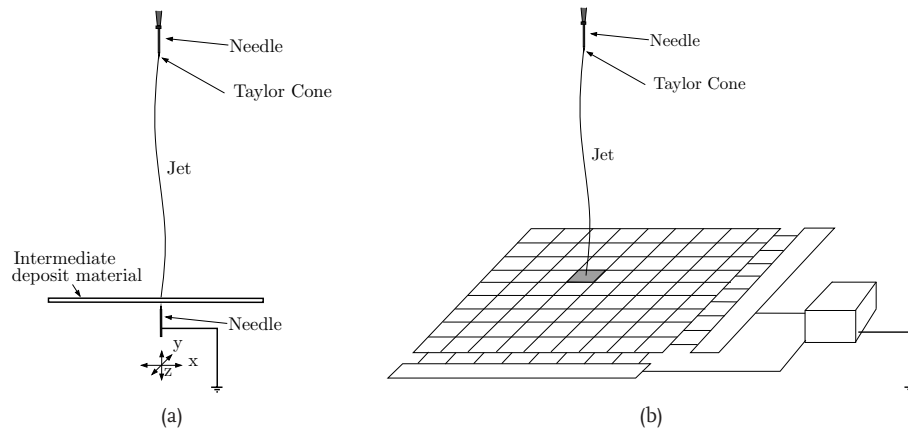 Needle
Taylor Cone
Jet
Intermediate
deposit material
Needle
y
x
z
(a)
Needle
Taylor Cone
Jet
(b)